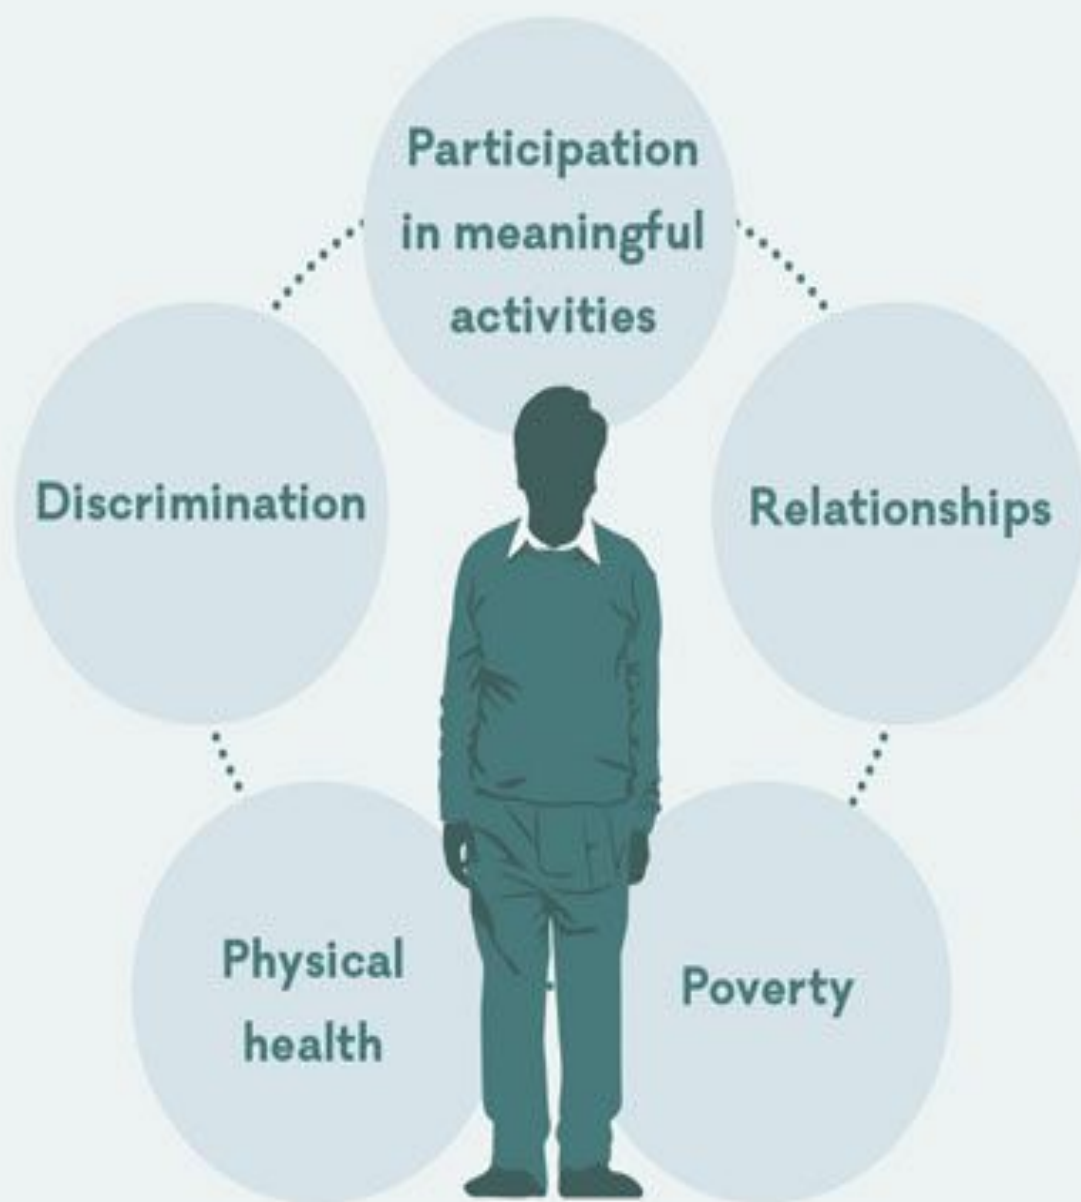 Participation
in meaningful
activities
Discrimination
Relationships
Physical
health
Poverty